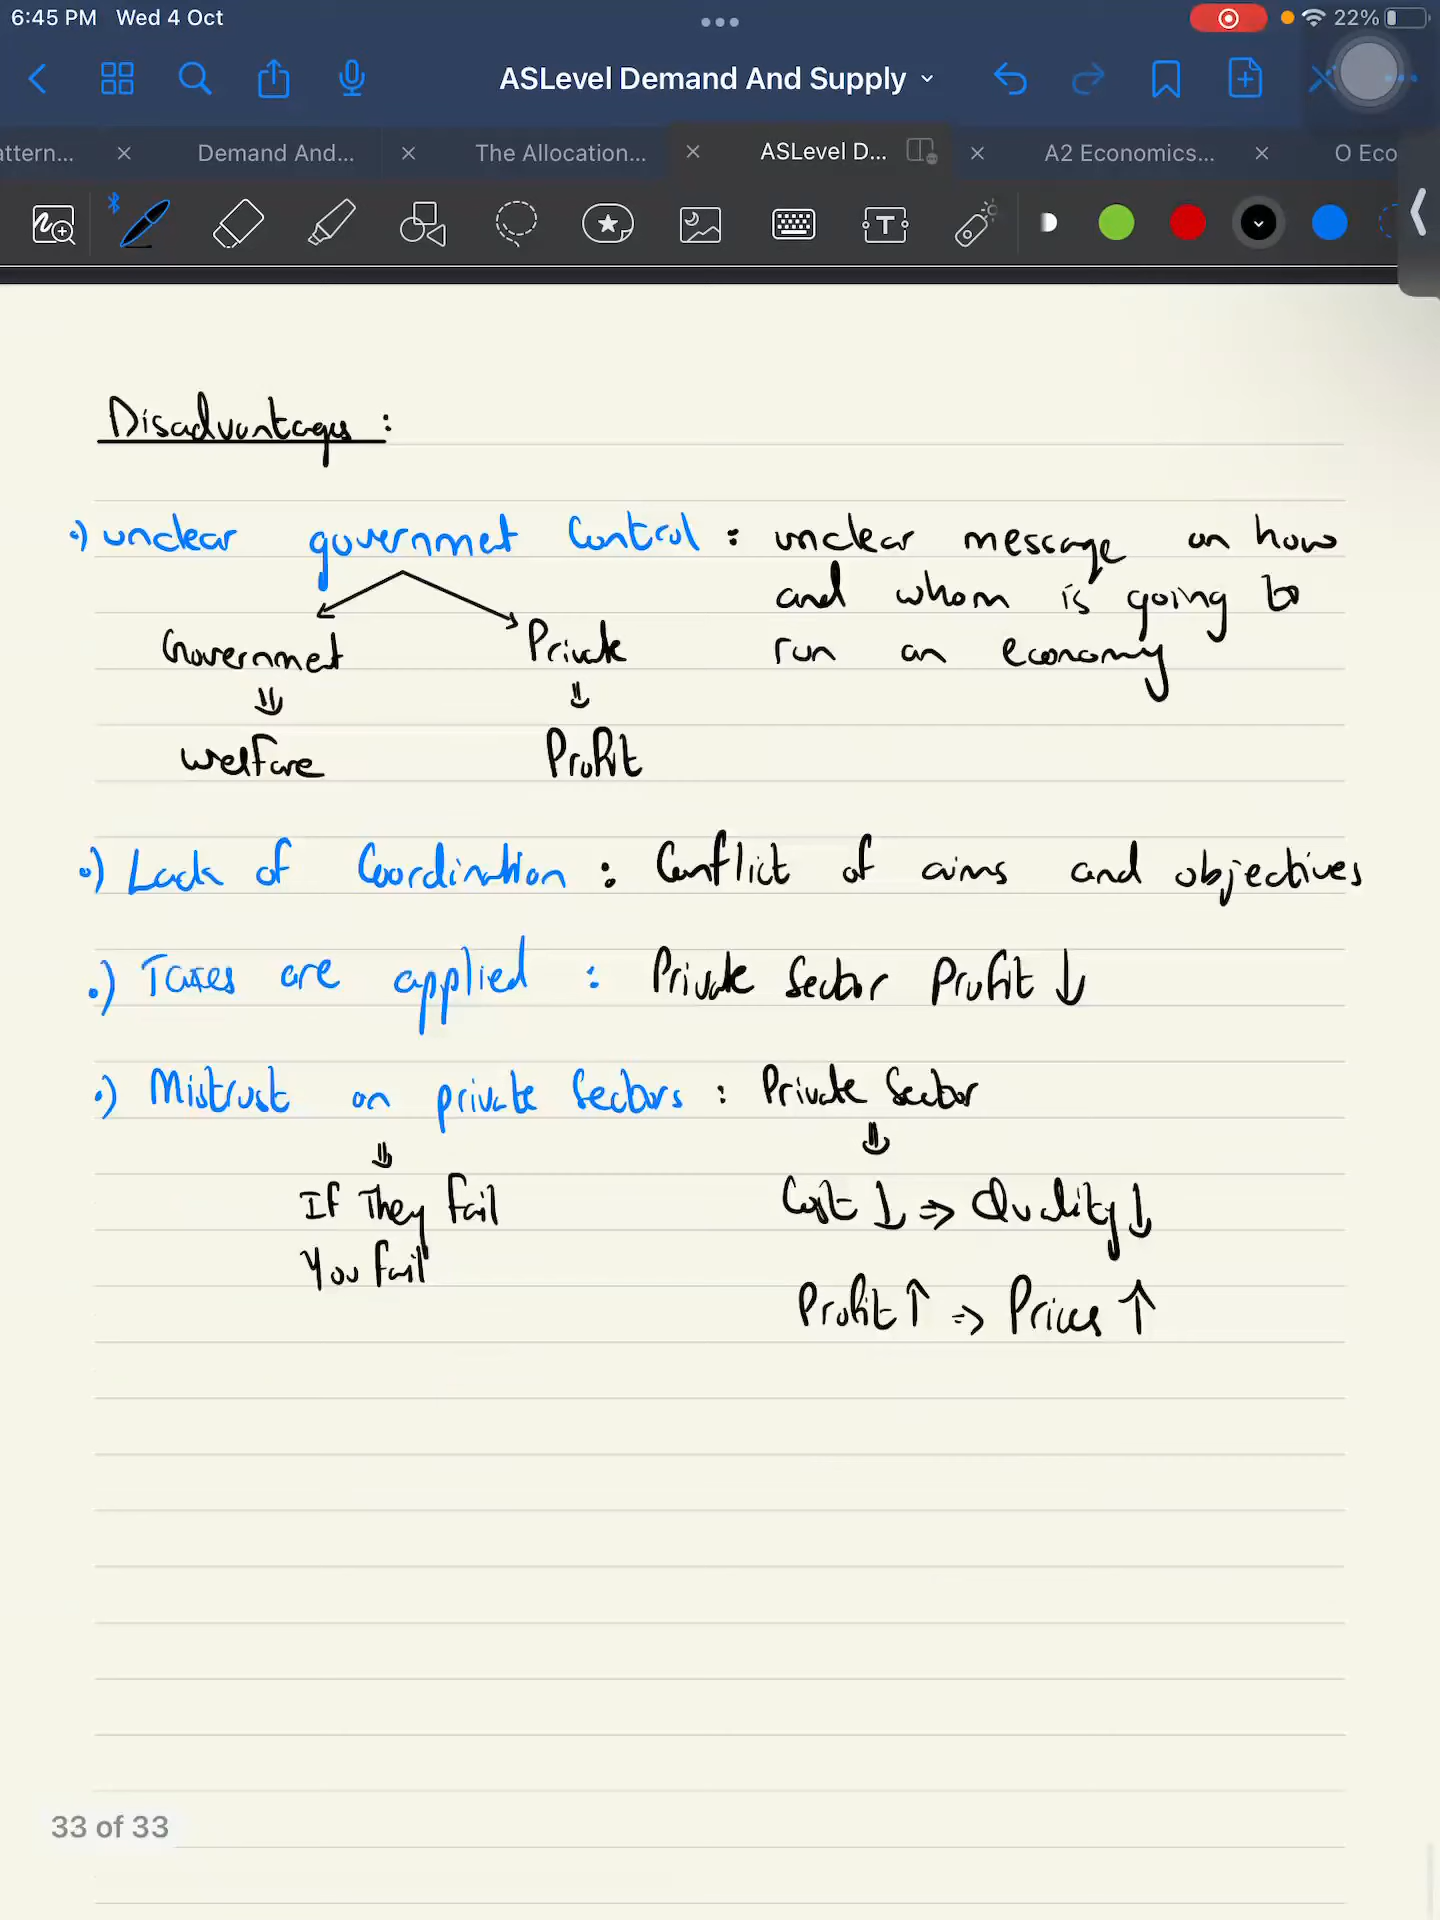 6:45 PM Wed 4 Oct
22%
ASLevel Demand And Supply
attern...
Demand And...
The Allocation...
ASLevel D...
A2 Economics...
O Eco
T
Disadvantages :
•) unclear governmet Control : unclear message on how
and whom is going to
run an economy
Government Private
⇓ ⇓
Welfare Profit
•) Lack of Coordination : Conflict of aims and objectives
•) Taxes are applied : Private Sector Profit ↓
•) Mistrust on private Sectors : Private Sector
⇓ ⇓
If They Fail Cost ↓ ⇒ Quality ↓
You Fail
Profit ↑ ⇒ Prices ↑
33 of 33